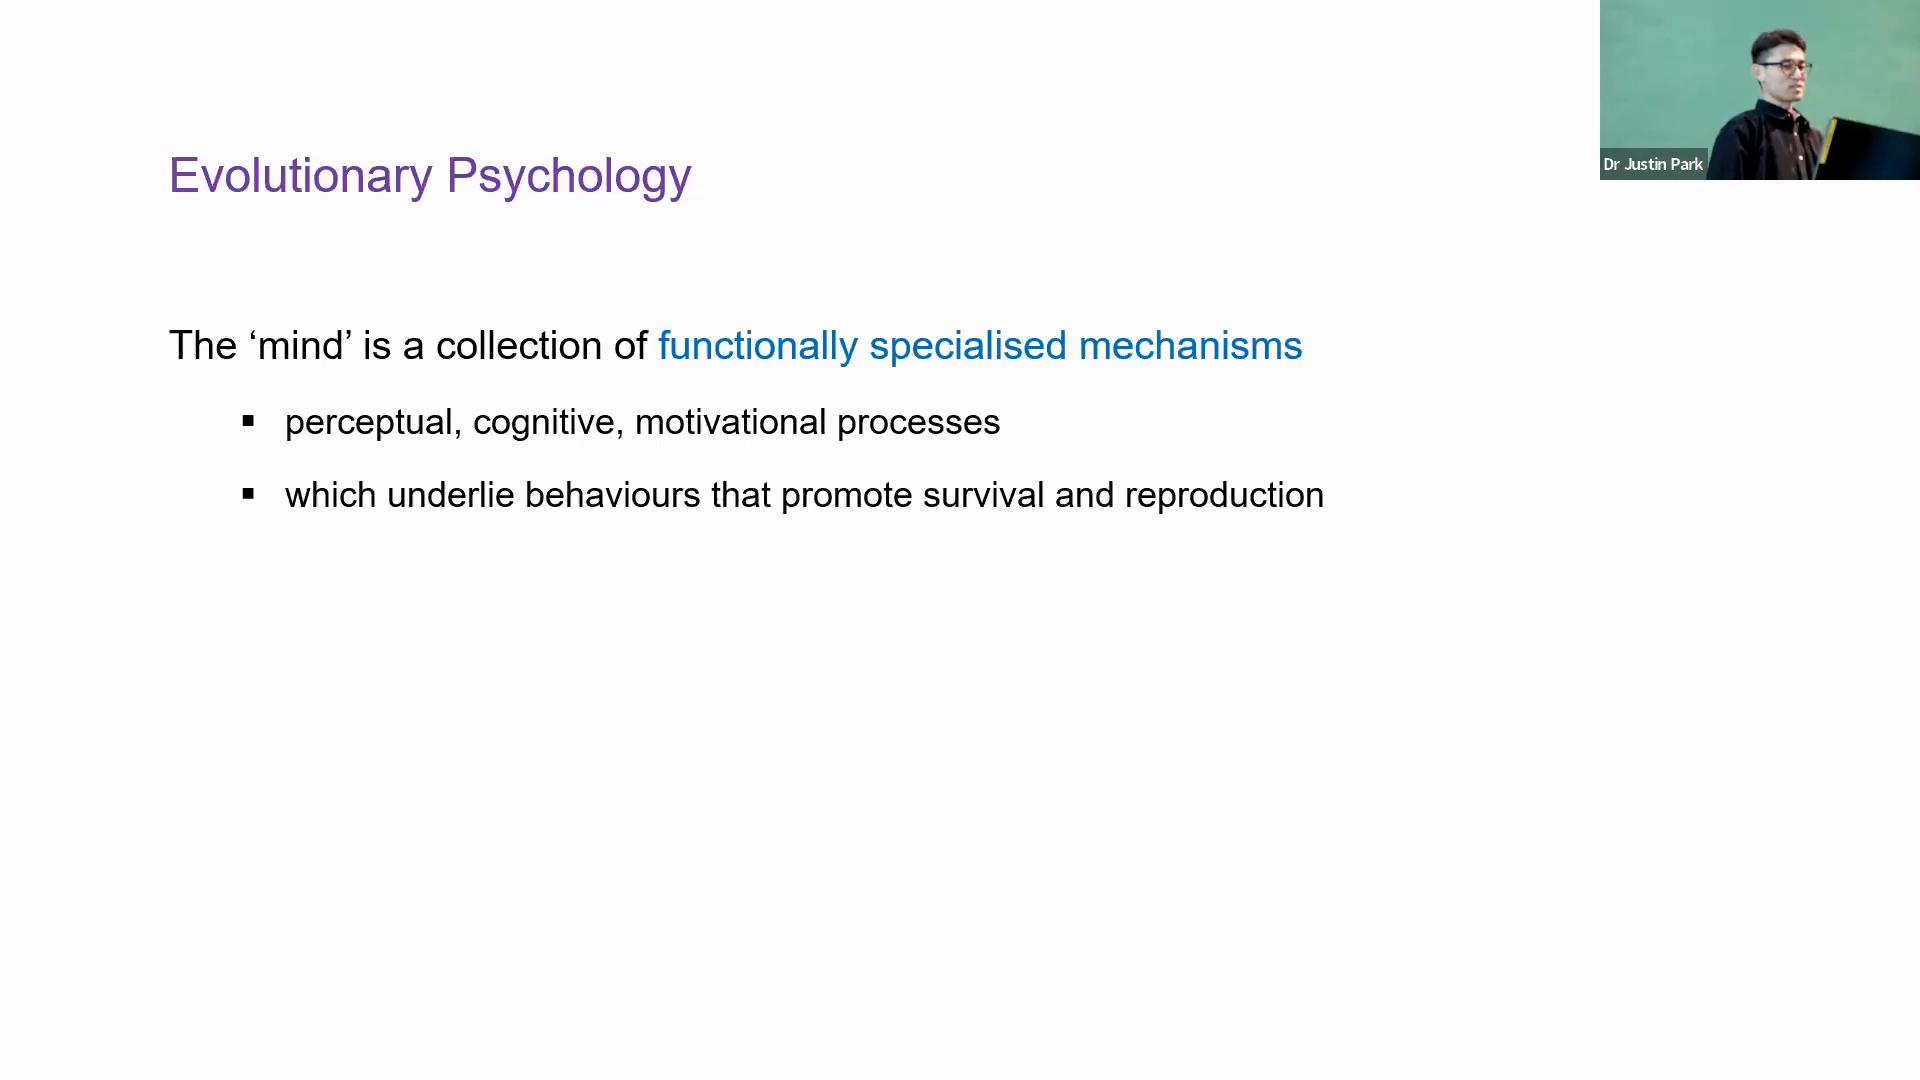 Dr Justin Park
Evolutionary Psychology
The ‘mind’ is a collection of functionally specialised mechanisms
▪ perceptual, cognitive, motivational processes
▪ which underlie behaviours that promote survival and reproduction